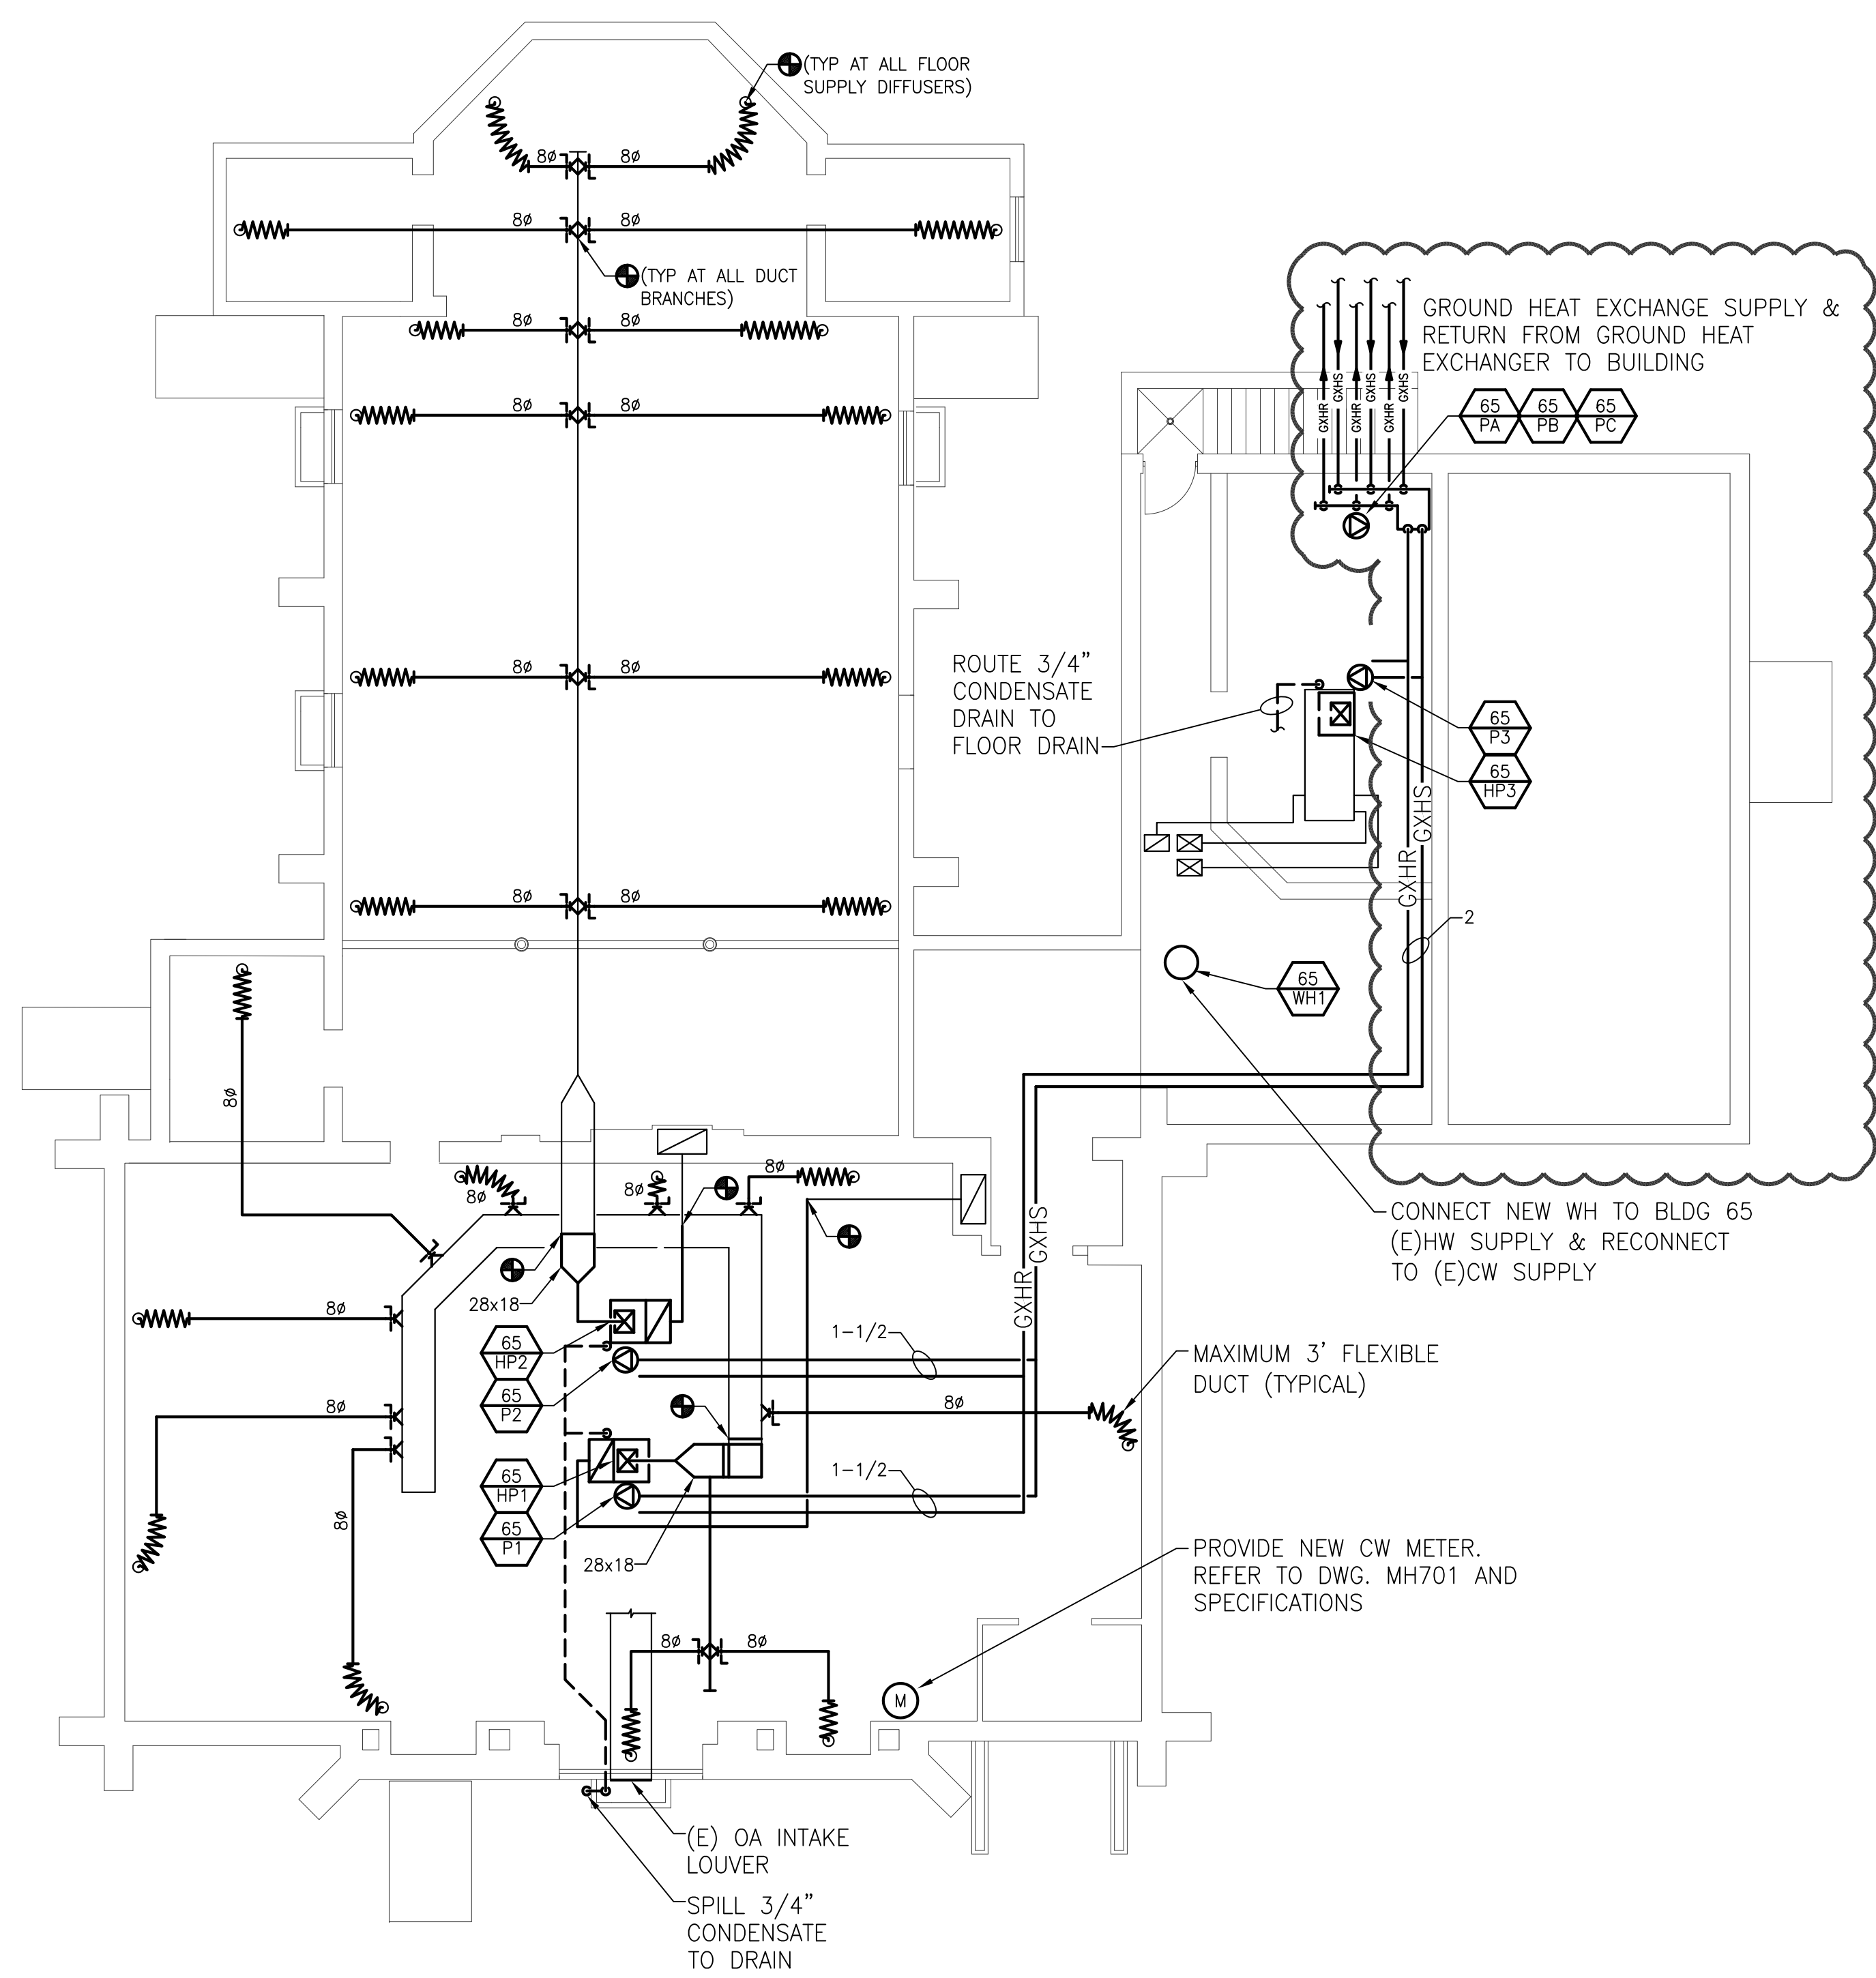 (TYP AT ALL FLOOR
SUPPLY DIFFUSERS)
8ø 8ø
8ø 8ø
(TYP AT ALL DUCT
BRANCHES)
8ø 8ø
8ø 8ø
8ø 8ø
8ø 8ø
GROUND HEAT EXCHANGE SUPPLY &
RETURN FROM GROUND HEAT
EXCHANGER TO BUILDING
GXHR
GXHS
GXHR
GXHS
GXHR
GXHS
65
PA
65
PB
65
PC
ROUTE 3/4"
CONDENSATE
DRAIN TO
FLOOR DRAIN
65
P3
65
HP3
GXHS
GXHR
2
65
WH1
8ø
8ø
8ø
8ø
CONNECT NEW WH TO BLDG 65
(E)HW SUPPLY & RECONNECT
TO (E)CW SUPPLY
GXHS
GXHR
28x18
8ø
65
HP2
65
P2
1-1/2
MAXIMUM 3' FLEXIBLE
DUCT (TYPICAL)
8ø
8ø
65
HP1
65
P1
1-1/2
8ø
28x18
PROVIDE NEW CW METER.
REFER TO DWG. MH701 AND
SPECIFICATIONS
8ø 8ø
M
(E) OA INTAKE
LOUVER
SPILL 3/4"
CONDENSATE
TO DRAIN